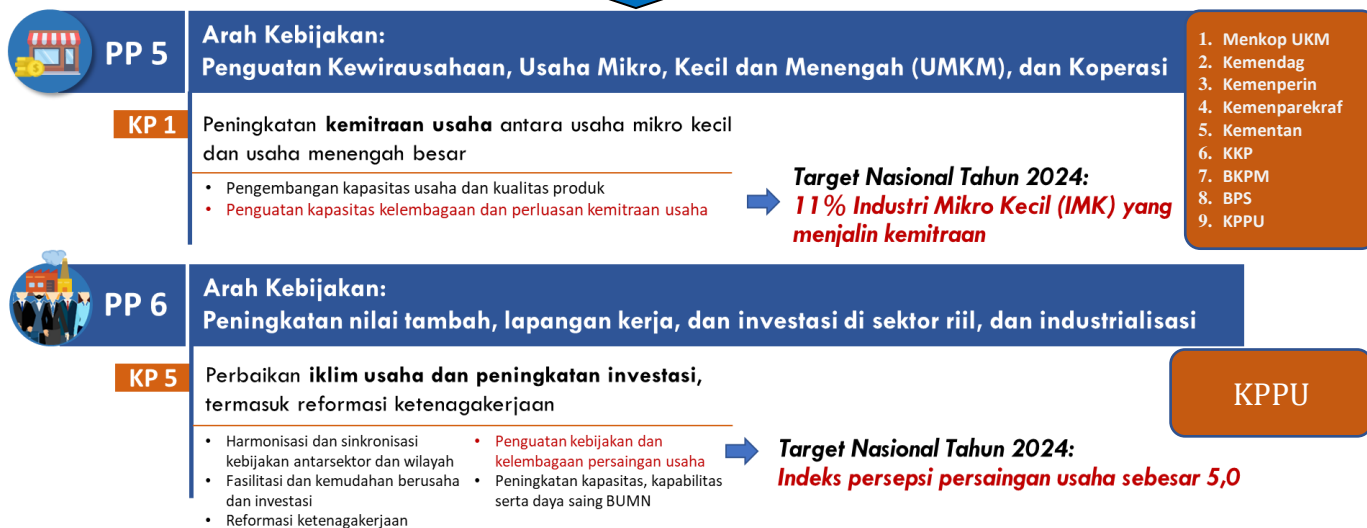 PP 5
Arah Kebijakan:
Penguatan Kewirausahaan, Usaha Mikro, Kecil dan Menengah (UMKM), dan Koperasi
1. Menkop UKM
2. Kemendag
3. Kemenperin
4. Kemenparekraf
5. Kementan
6. KKP
7. BKPM
8. BPS
9. KPPU
KP 1
Peningkatan kemitraan usaha antara usaha mikro kecil
dan usaha menengah besar
• Pengembangan kapasitas usaha dan kualitas produk
• Penguatan kapasitas kelembagaan dan perluasan kemitraan usaha
Target Nasional Tahun 2024:
11% Industri Mikro Kecil (IMK) yang
menjalin kemitraan
PP 6
Arah Kebijakan:
Peningkatan nilai tambah, lapangan kerja, dan investasi di sektor riil, dan industrialisasi
KP 5
Perbaikan iklim usaha dan peningkatan investasi,
termasuk reformasi ketenagakerjaan
• Harmonisasi dan sinkronisasi
kebijakan antarsektor dan wilayah
• Fasilitasi dan kemudahan berusaha
dan investasi
• Reformasi ketenagakerjaan
• Penguatan kebijakan dan
kelembagaan persaingan usaha
• Peningkatan kapasitas, kapabilitas
serta daya saing BUMN
Target Nasional Tahun 2024:
Indeks persepsi persaingan usaha sebesar 5,0
KPPU